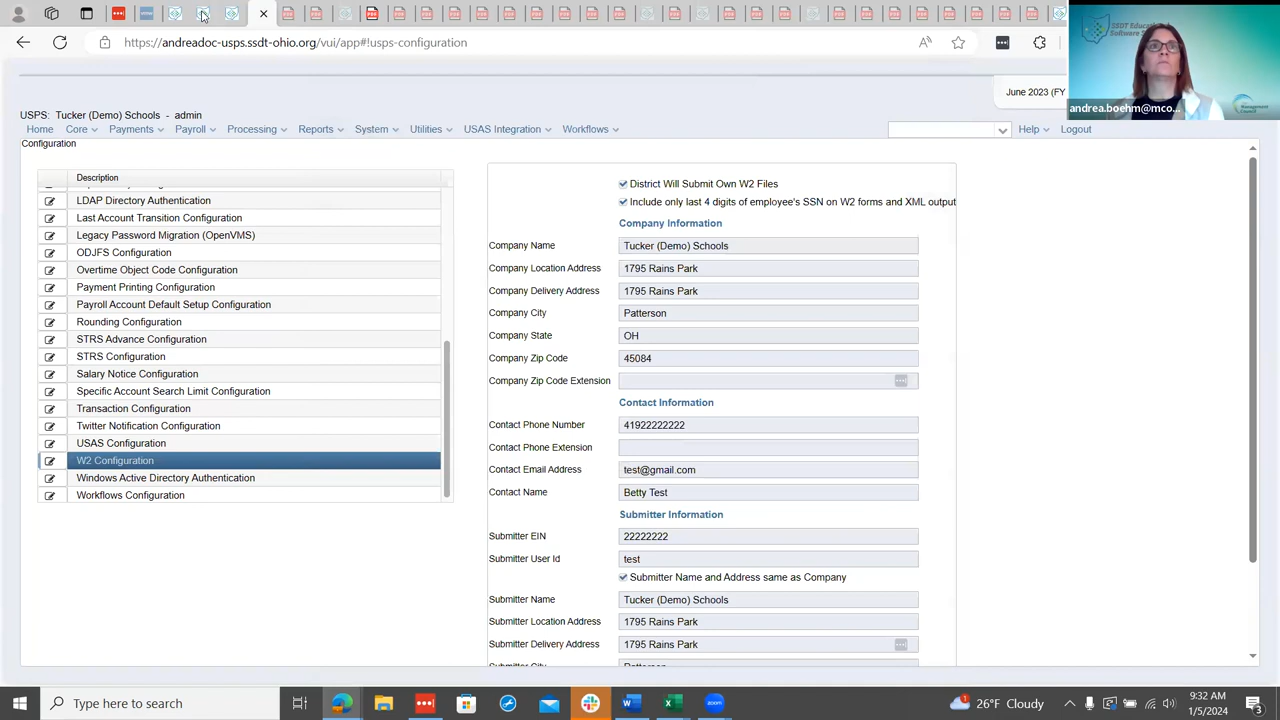 https://andreadoc-usps.ssdt-ohio.org/vui/app#!usps-configuration
SSDT Educa
Software S
andrea.boehm@mco...
June 2023 (FY
USPS: Tucker (Demo) Schools - admin
Home Core Payments Payroll Processing Reports System Utilities USAS Integration Workflows Help Logout
Configuration
Description
LDAP Directory Authentication
Last Account Transition Configuration
Legacy Password Migration (OpenVMS)
ODJFS Configuration
Overtime Object Code Configuration
Payment Printing Configuration
Payroll Account Default Setup Configuration
Rounding Configuration
STRS Advance Configuration
STRS Configuration
Salary Notice Configuration
Specific Account Search Limit Configuration
Transaction Configuration
Twitter Notification Configuration
USAS Configuration
W2 Configuration
Windows Active Directory Authentication
Workflows Configuration
District Will Submit Own W2 Files
Include only last 4 digits of employee's SSN on W2 forms and XML output
Company Information
Company Name Tucker (Demo) Schools
Company Location Address 1795 Rains Park
Company Delivery Address 1795 Rains Park
Company City Patterson
Company State OH
Company Zip Code 45084
Company Zip Code Extension
Contact Information
Contact Phone Number 41922222222
Contact Phone Extension
Contact Email Address test@gmail.com
Contact Name Betty Test
Submitter Information
Submitter EIN 22222222
Submitter User Id test
Submitter Name and Address same as Company
Submitter Name Tucker (Demo) Schools
Submitter Location Address 1795 Rains Park
Submitter Delivery Address 1795 Rains Park
Submitter City Patterson
Type here to search
26°F Cloudy
9:32 AM
1/5/2024